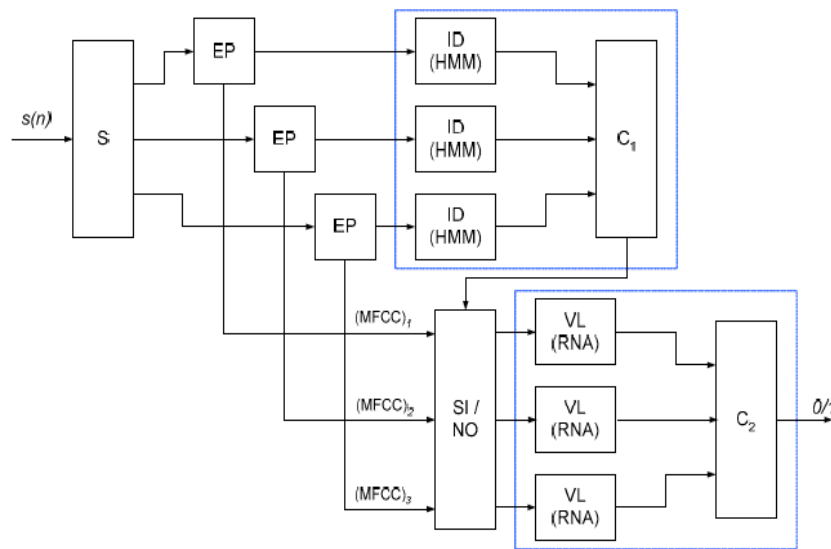 EP
ID
(HMM)
s(n)
S
EP
ID
(HMM)
C₁
EP
ID
(HMM)
(MFCC)₁
VL
(RNA)
(MFCC)₂
SI /
NO
VL
(RNA)
C₂
(MFCC)₃
VL
(RNA)